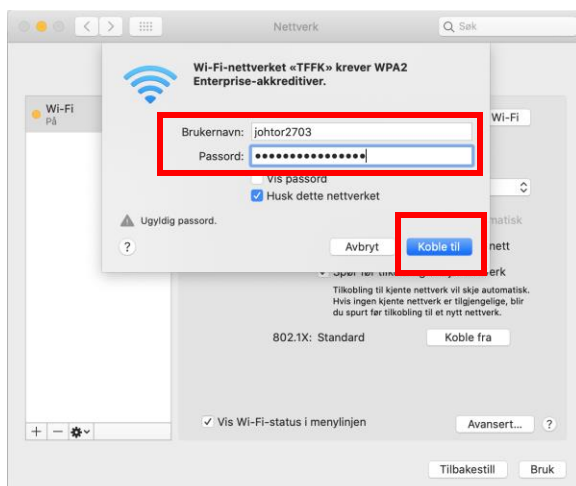 Nettverk
Søk
Wi-Fi-nettverket «TFFK» krever WPA2
Enterprise-akkreditiver.
Wi-Fi
På
Wi-Fi
Brukernavn: johtor2703
Passord: ••••••••••••••••
Vis passord
Husk dette nettverket
Ugyldig passord.
matisk
? Avbryt Koble til
nett
Spør før
erk
Tilkobling til kjente nettverk vil skje automatisk.
Hvis ingen kjente nettverk er tilgjengelige, blir
du spurt før tilkobling til et nytt nettverk.
802.1X: Standard Koble fra
Vis Wi-Fi-status i menylinjen Avansert... ?
Tilbakestill Bruk